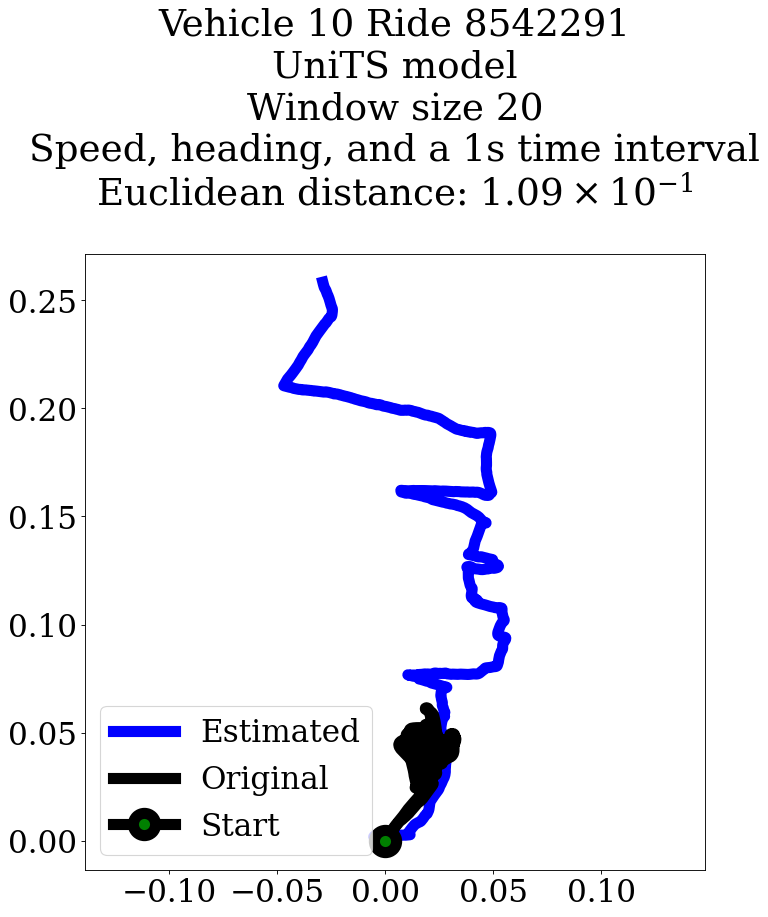 Vehicle 10 Ride 8542291
UniTS model
Window size 20
Speed, heading, and a 1s time interval
Euclidean distance: 1.09 × 10⁻¹
0.25
0.20
0.15
0.10
0.05
0.00
Estimated
Original
Start
−0.10 −0.05 0.00 0.05 0.10